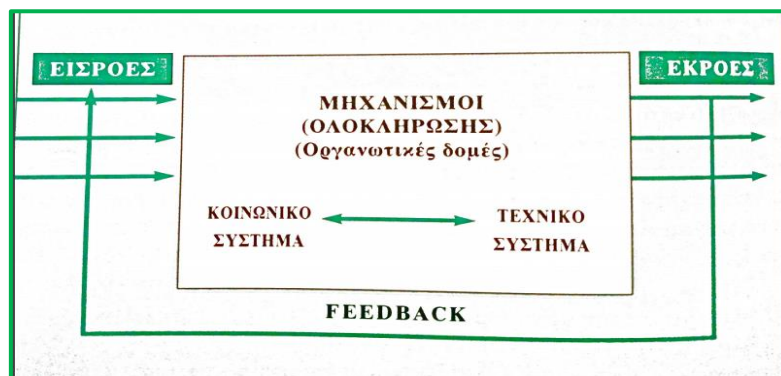 ΕΙΣΡΟΕΣ
ΕΚΡΟΕΣ
ΜΗΧΑΝΙΣΜΟΙ
(ΟΛΟΚΛΗΡΩΣΗΣ)
(Οργανωτικές δομές)
ΚΟΙΝΩΝΙΚΟ
ΣΥΣΤΗΜΑ
ΤΕΧΝΙΚΟ
ΣΥΣΤΗΜΑ
FEEDBACK